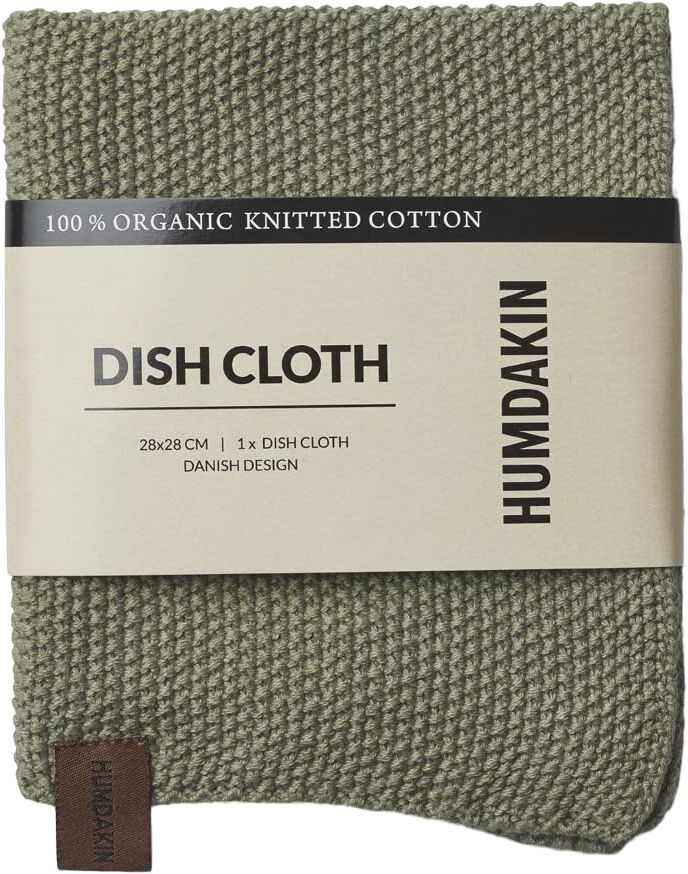 100 % ORGANIC KNITTED COTTON
DISH CLOTH
28x28 CM | 1 x DISH CLOTH
DANISH DESIGN
HUMDAKIN
HUMDAKIN